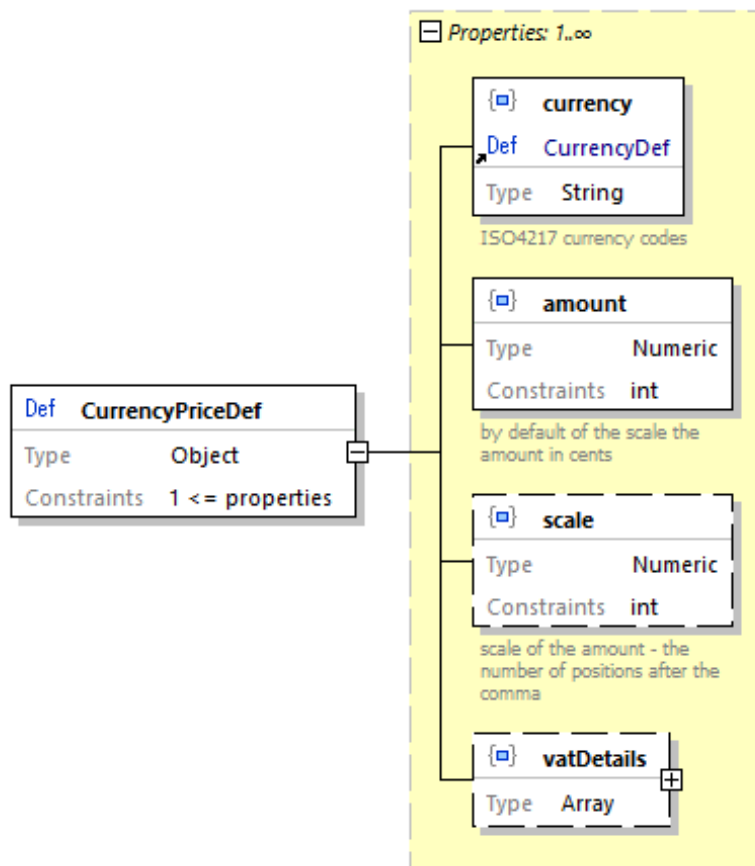 Properties: 1..∞
currency
Def CurrencyDef
Type String
ISO4217 currency codes
amount
Type Numeric
Constraints int
by default of the scale the
amount in cents
Def CurrencyPriceDef
Type Object
Constraints 1 <= properties
scale
Type Numeric
Constraints int
scale of the amount - the
number of positions after the
comma
vatDetails
Type Array